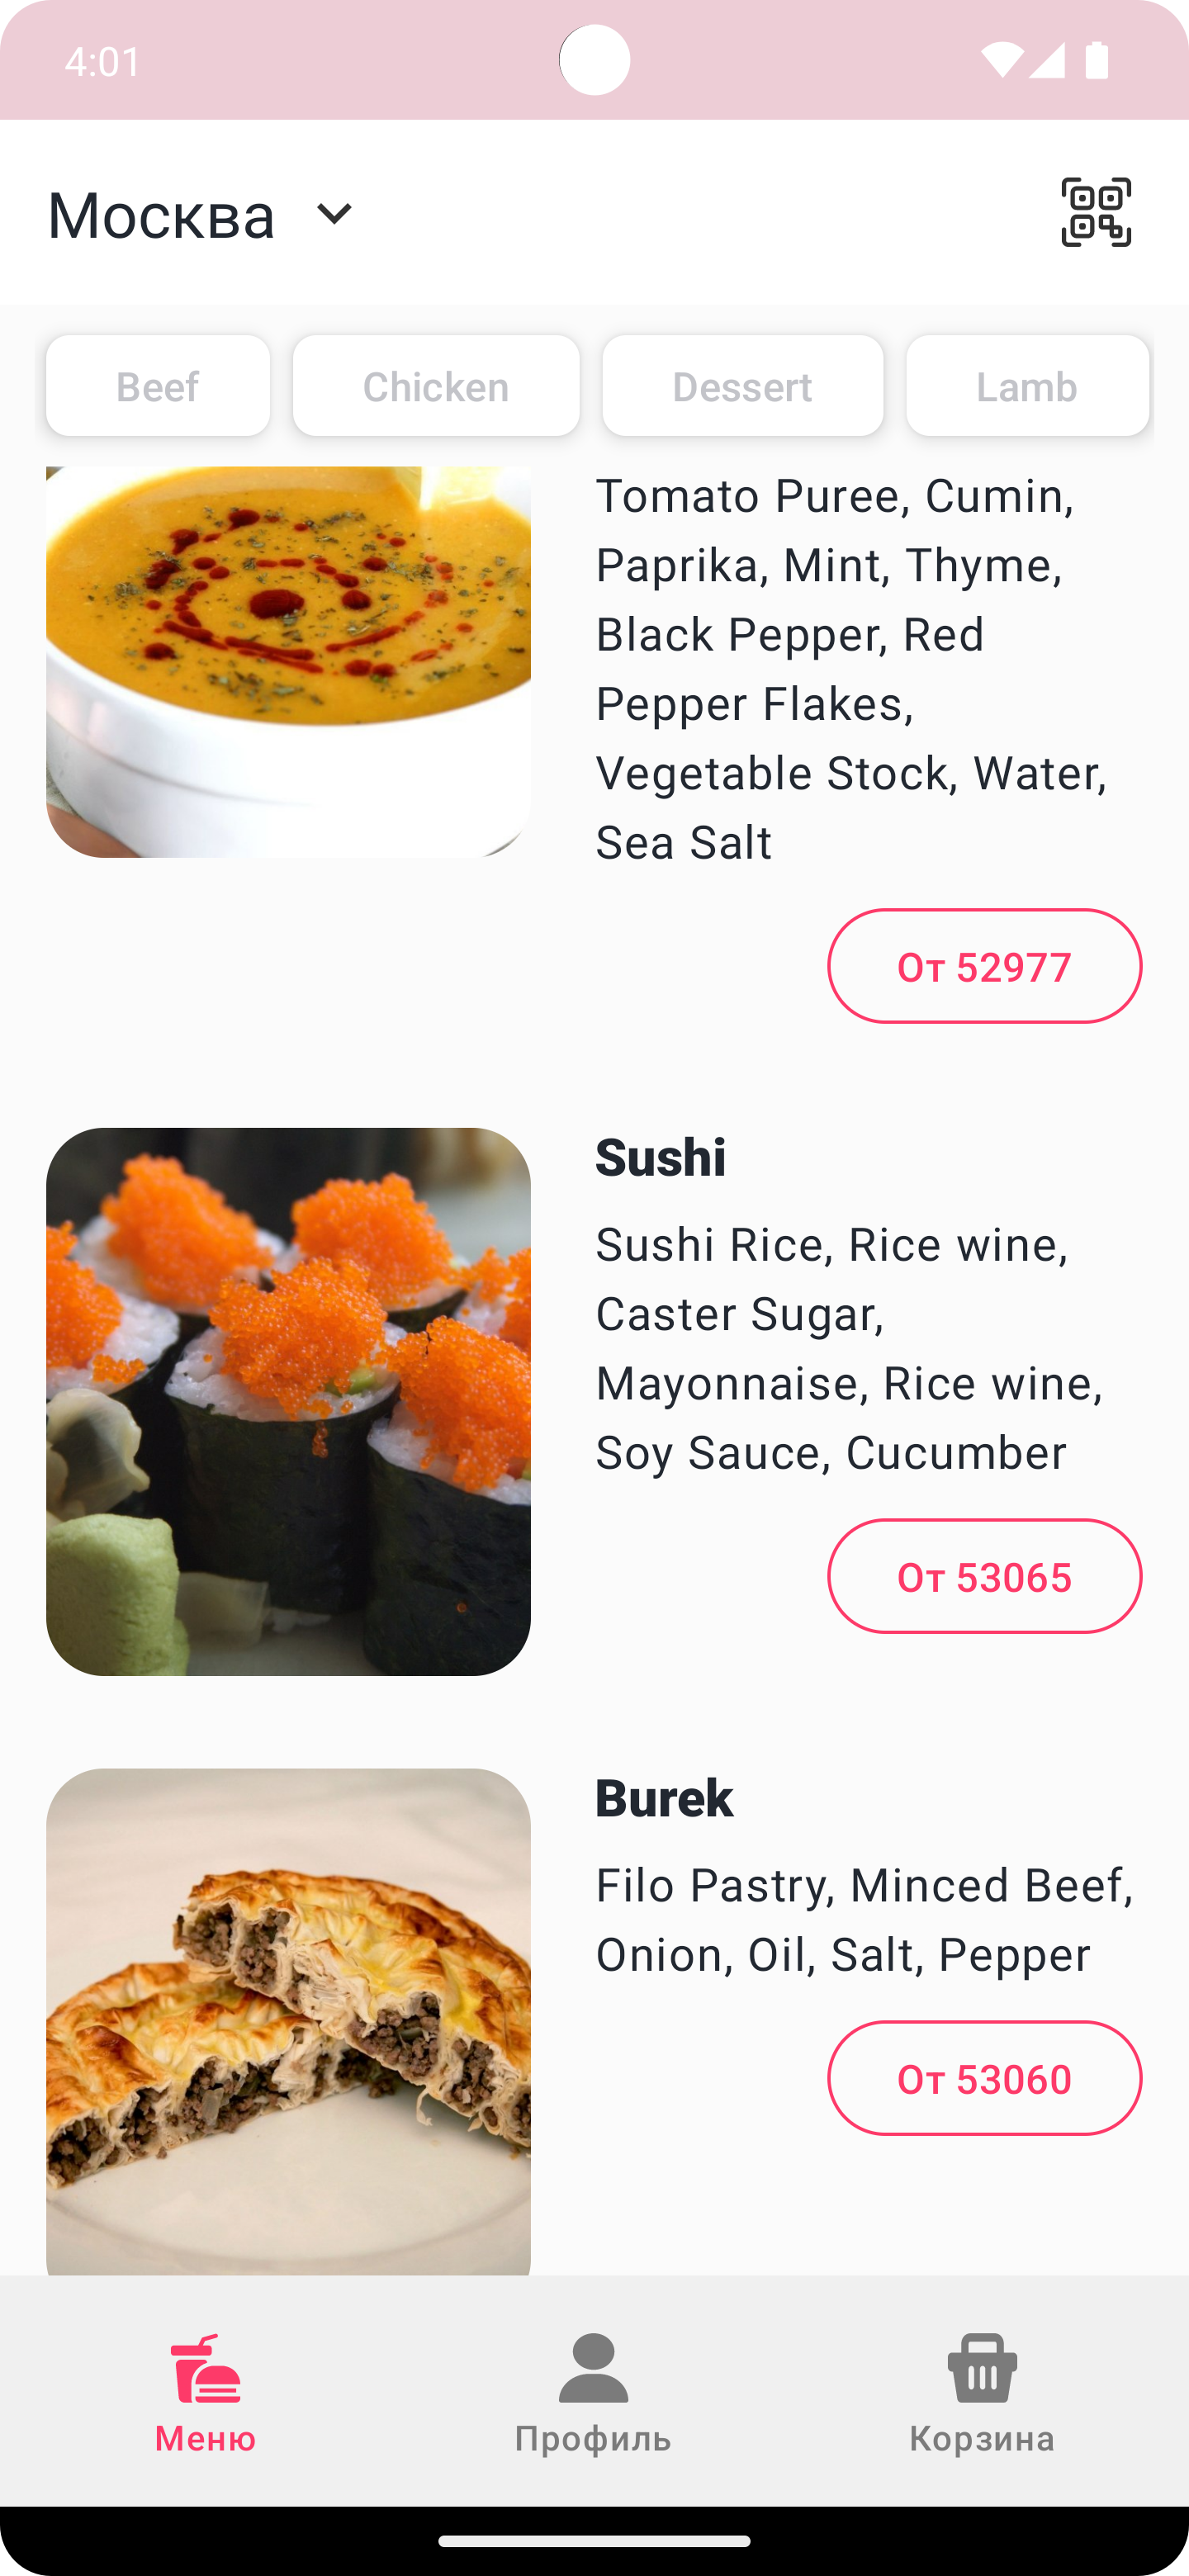 4:01
Москва
Beef
Chicken
Dessert
Lamb
Tomato Puree, Cumin,
Paprika, Mint, Thyme,
Black Pepper, Red
Pepper Flakes,
Vegetable Stock, Water,
Sea Salt
От 52977
Sushi
Sushi Rice, Rice wine,
Caster Sugar,
Mayonnaise, Rice wine,
Soy Sauce, Cucumber
От 53065
Burek
Filo Pastry, Minced Beef,
Onion, Oil, Salt, Pepper
От 53060
Меню
Профиль
Корзина